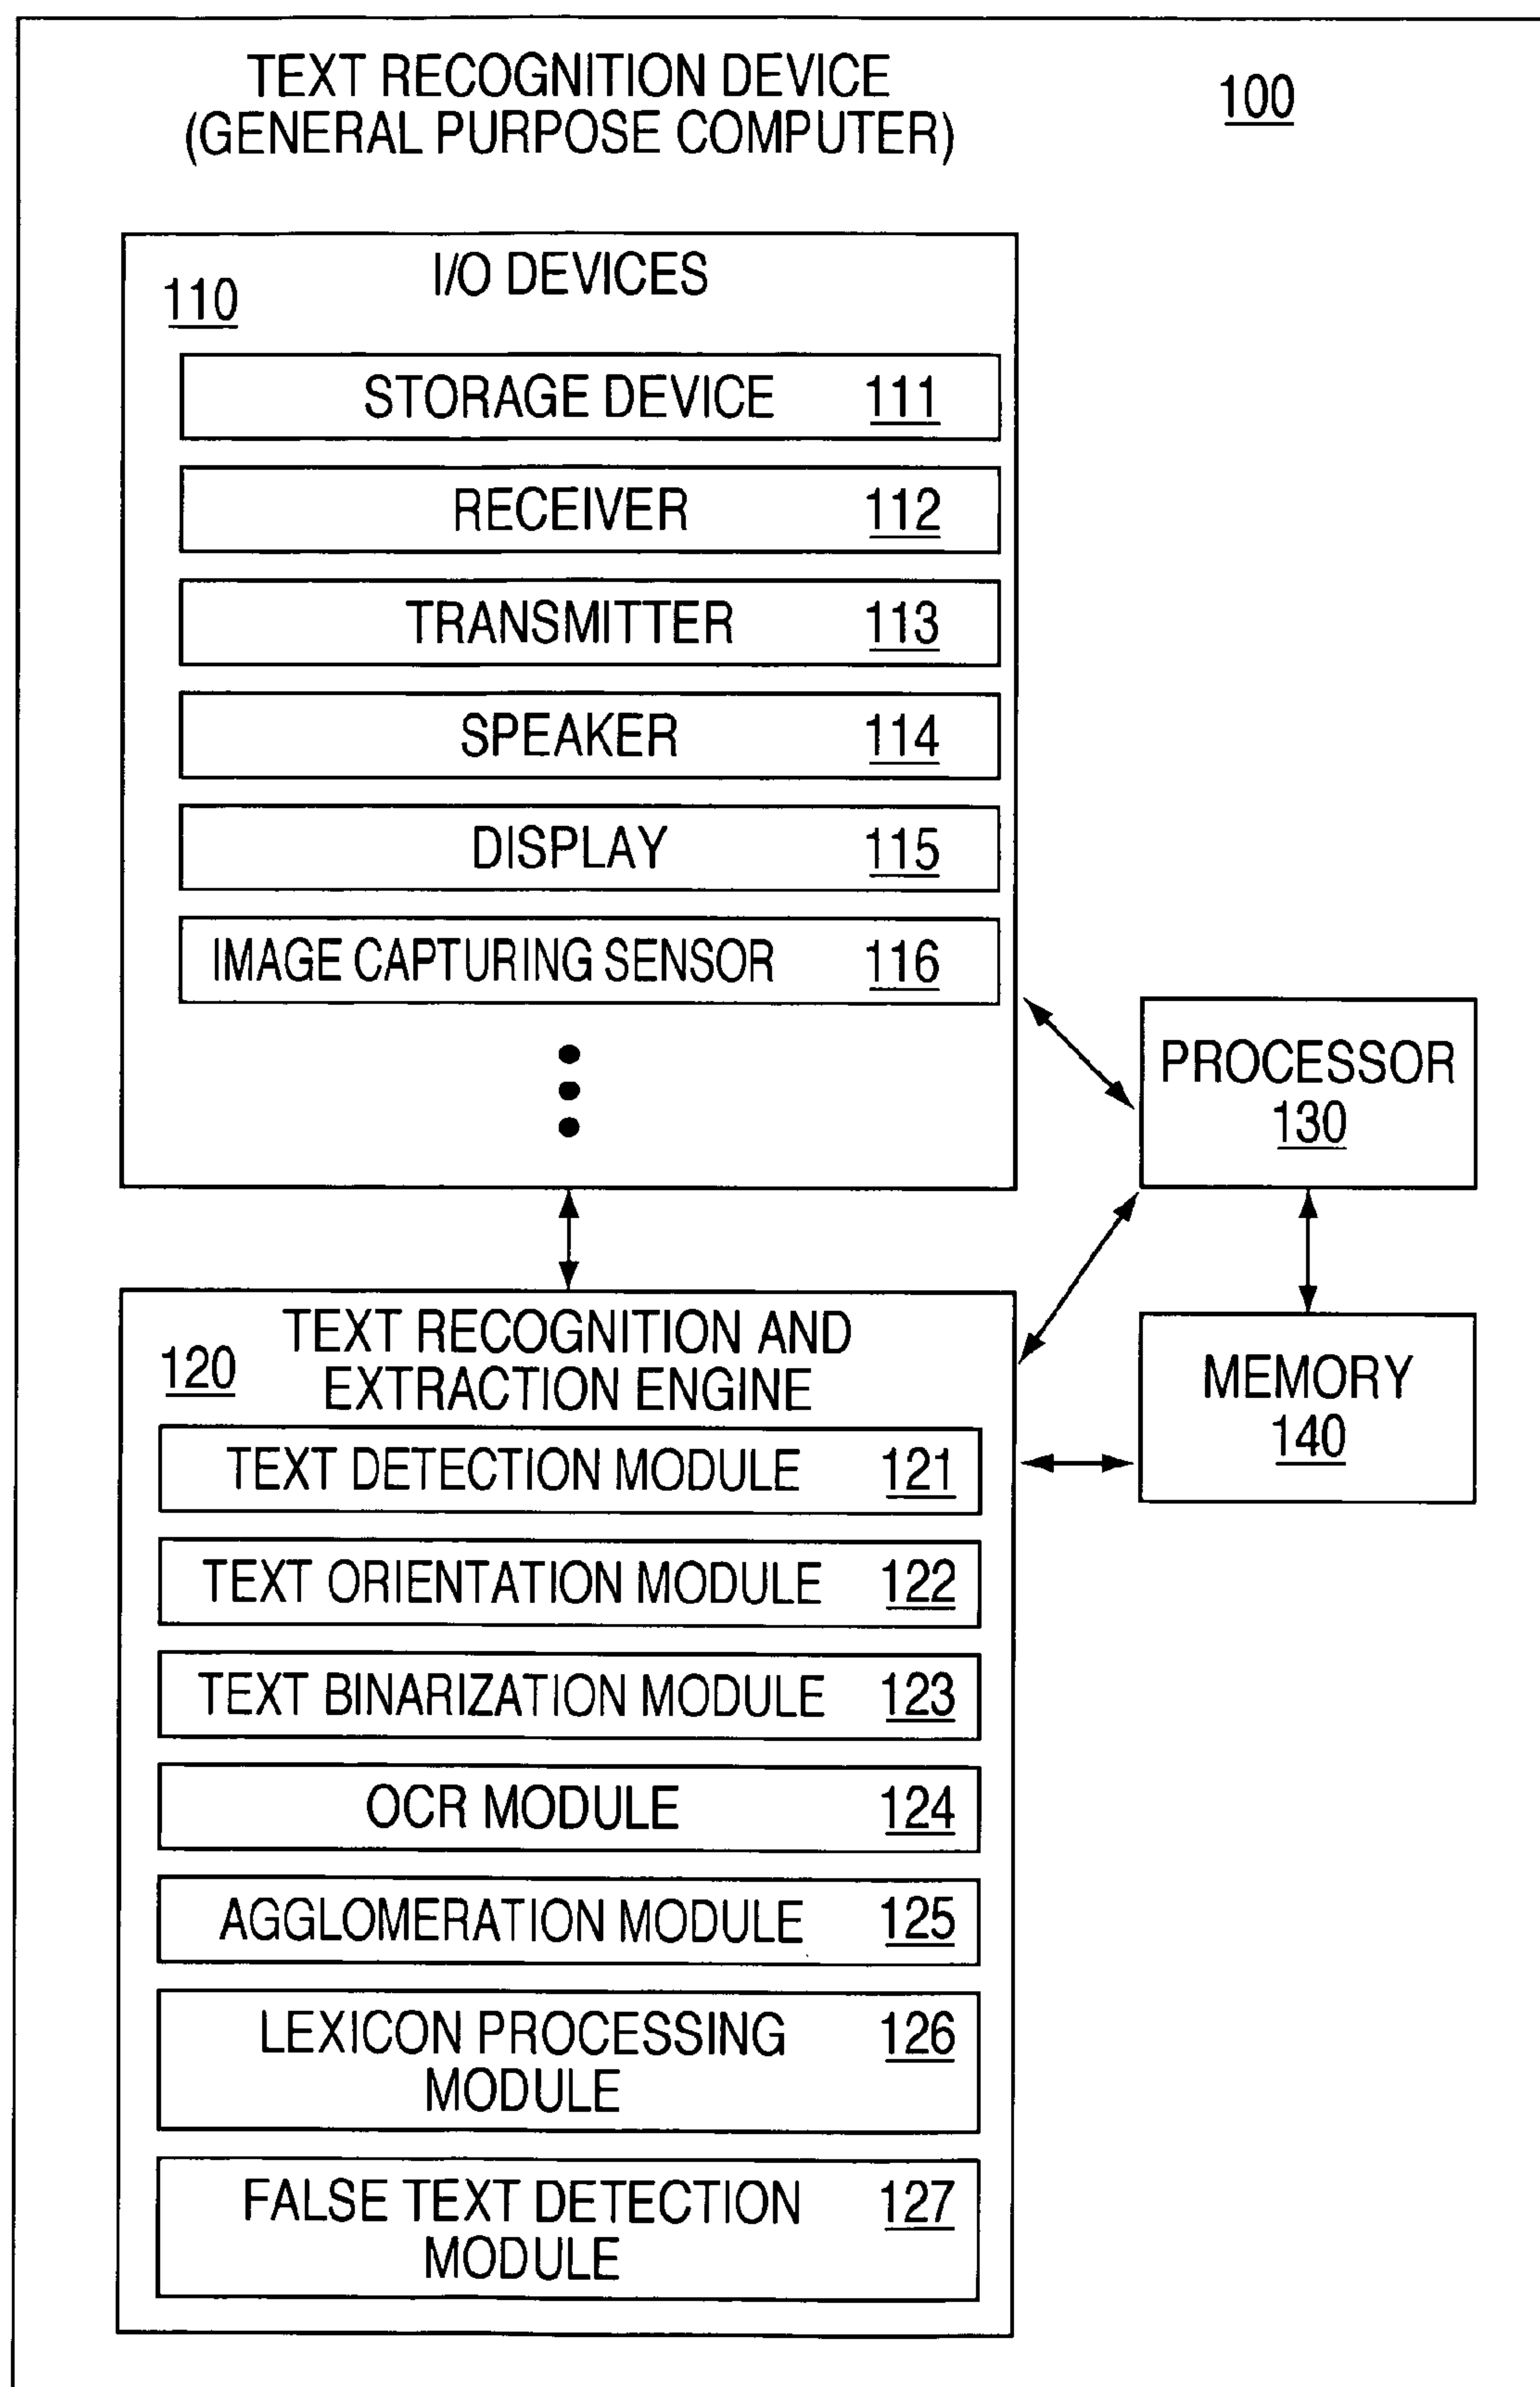 TEXT RECOGNITION DEVICE
(GENERAL PURPOSE COMPUTER)
100
I/O DEVICES
110
STORAGE DEVICE 111
RECEIVER 112
TRANSMITTER 113
SPEAKER 114
DISPLAY 115
IMAGE CAPTURING SENSOR 116
PROCESSOR
130
TEXT RECOGNITION AND
EXTRACTION ENGINE
120
MEMORY
140
TEXT DETECTION MODULE 121
TEXT ORIENTATION MODULE 122
TEXT BINARIZATION MODULE 123
OCR MODULE 124
AGGLOMERATION MODULE 125
LEXICON PROCESSING 126
MODULE
FALSE TEXT DETECTION 127
MODULE